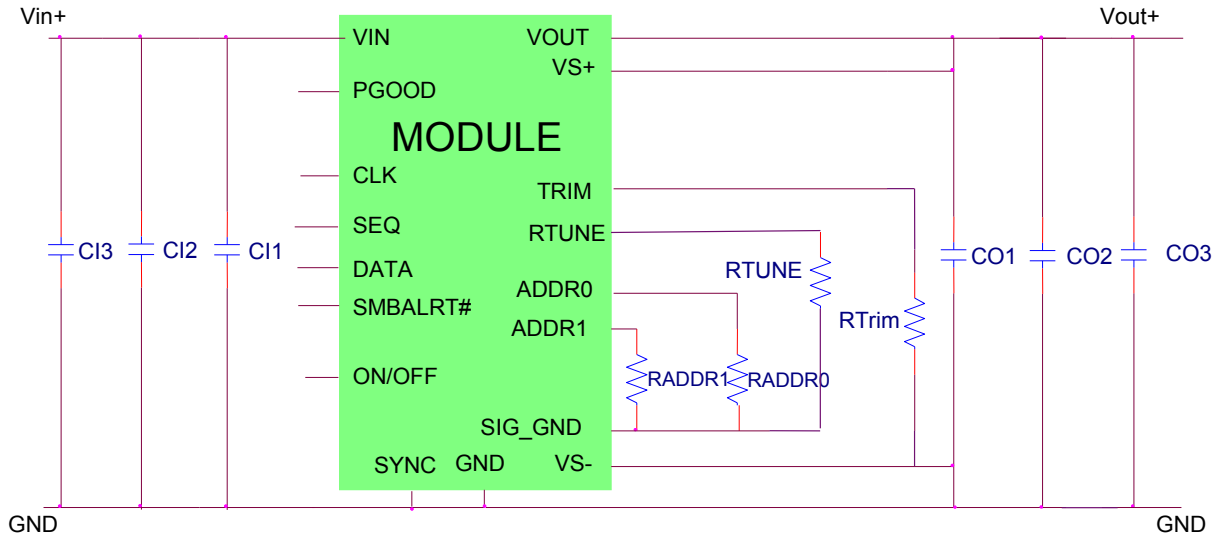 Vin+
Vout+
VIN
VOUT
VS+
PGOOD
MODULE
CLK
TRIM
SEQ
RTUNE
CI3
CI2
CI1
CO1
CO2
CO3
DATA
RTUNE
ADDR0
SMBALRT#
ADDR1
RTrim
ON/OFF
RADDR1
RADDR0
SIG_GND
SYNC
GND
VS-
GND
GND